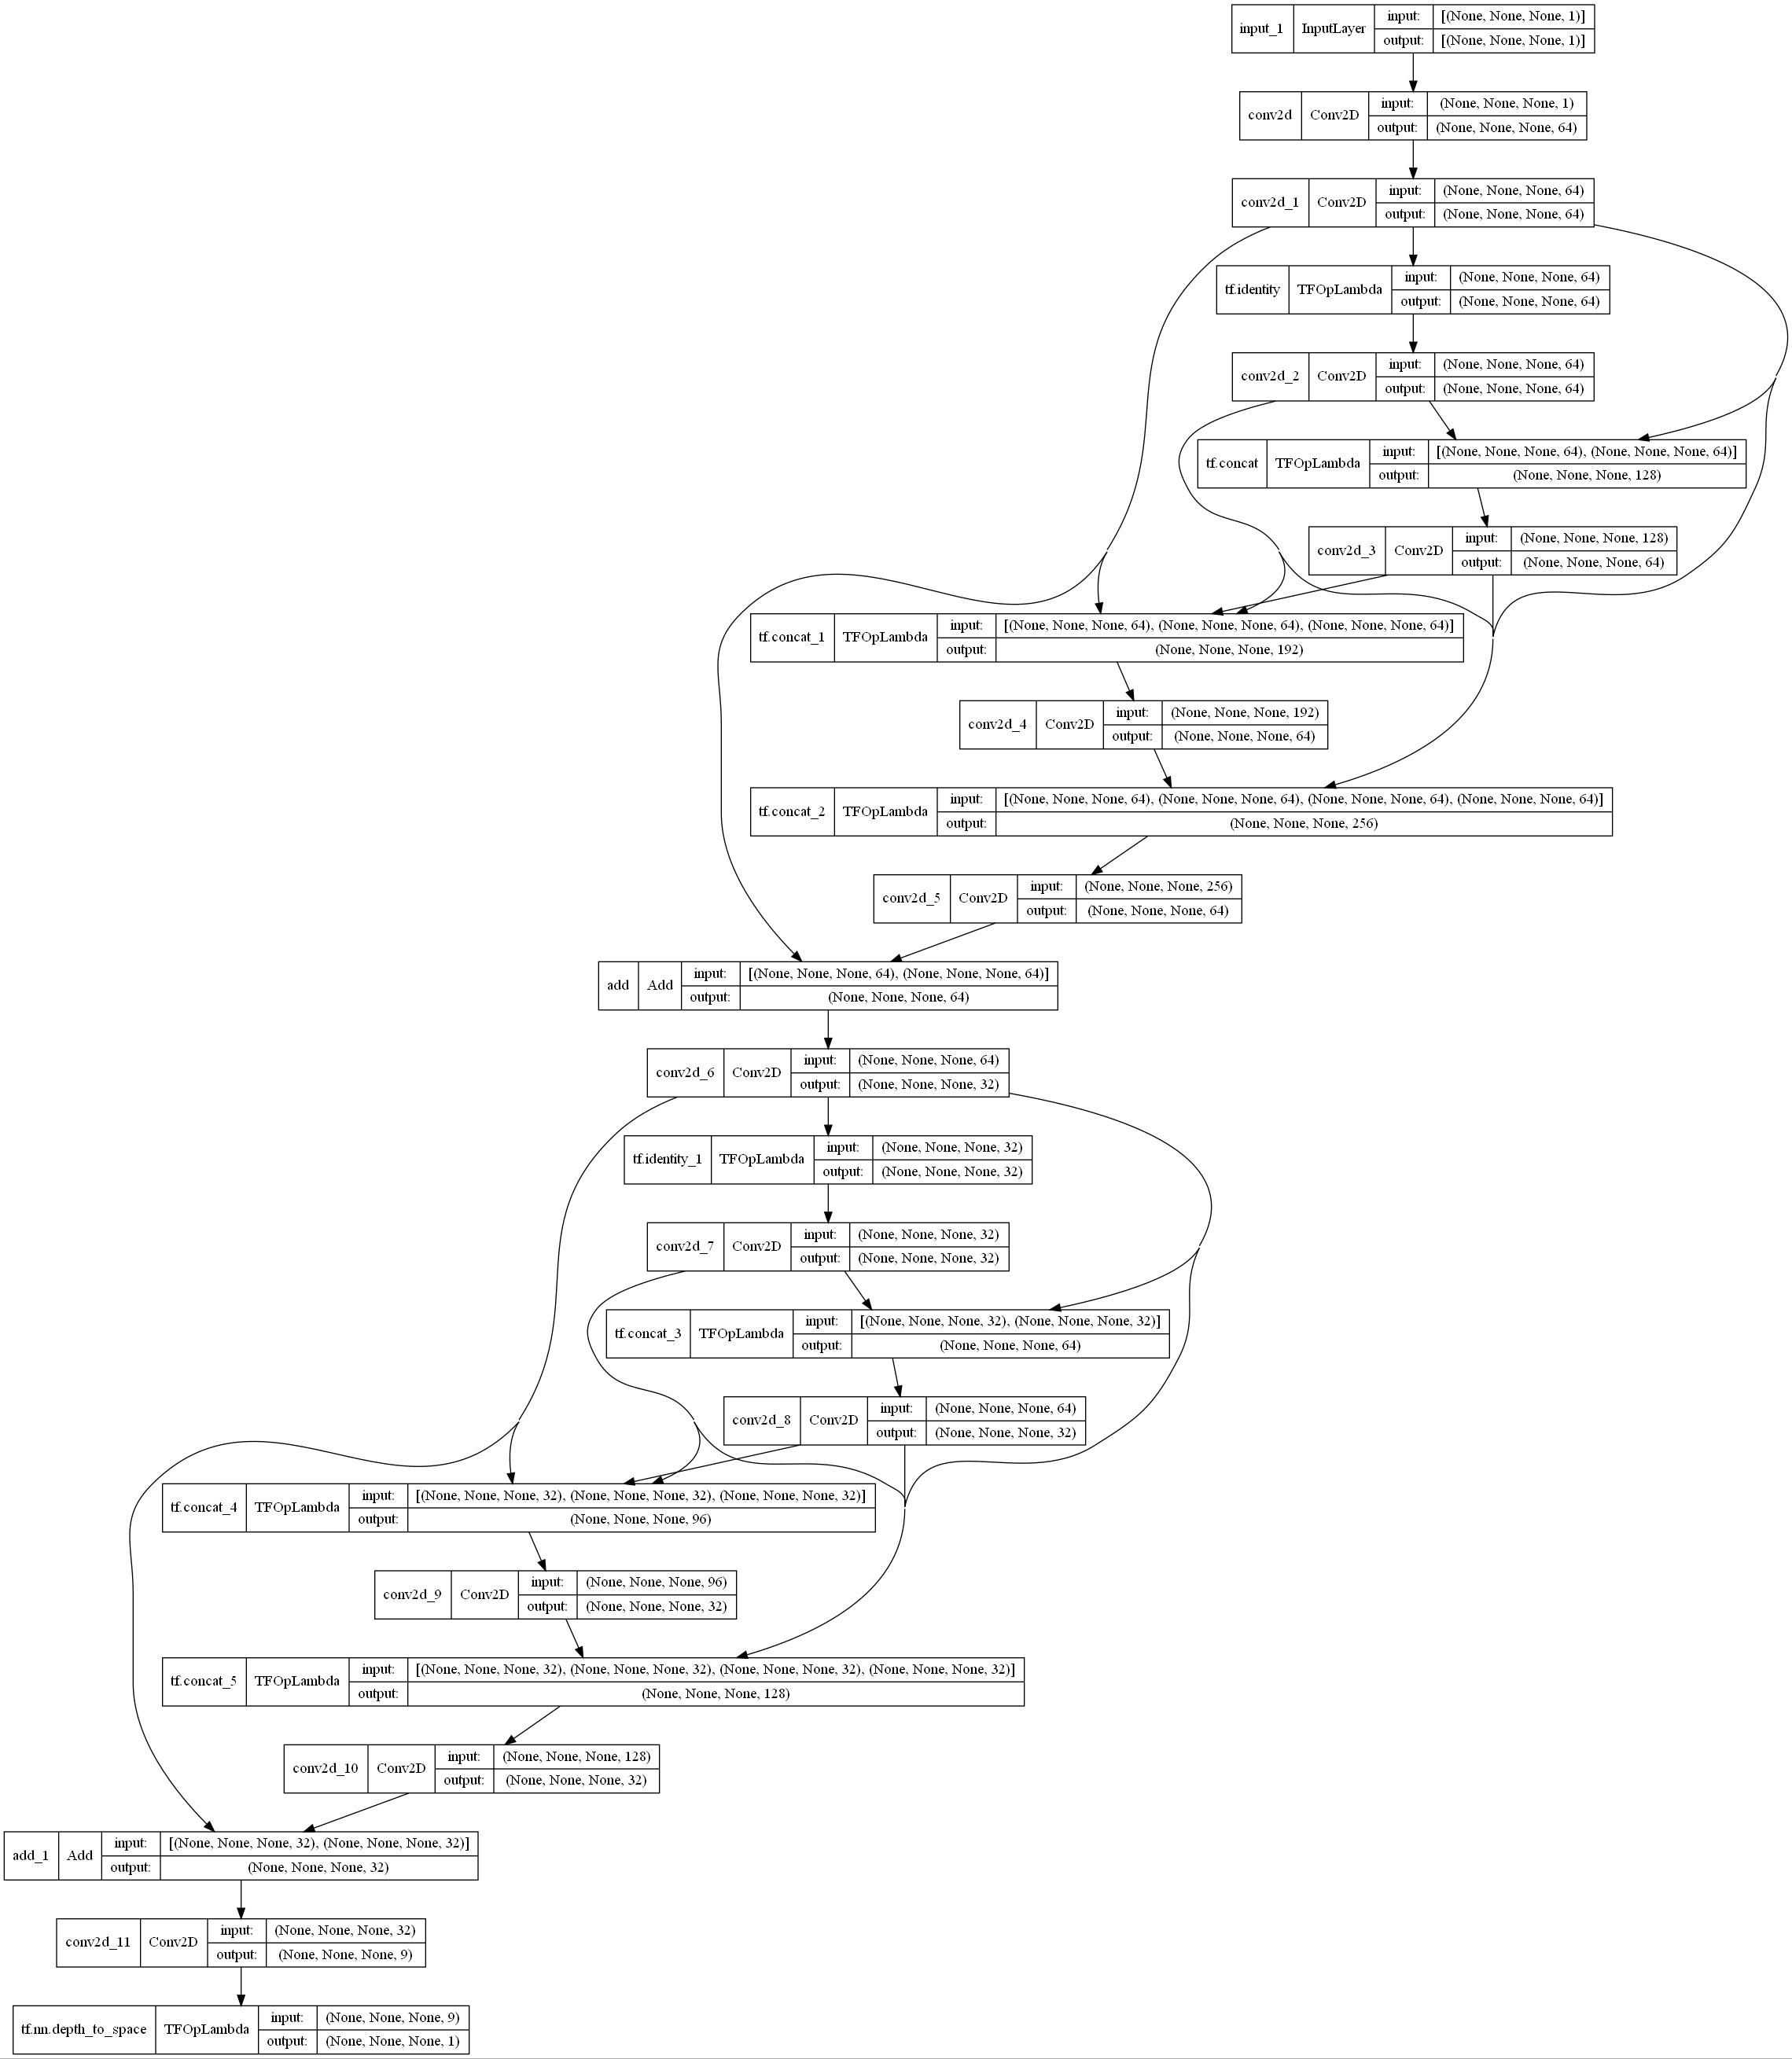 input_1 InputLayer input: [(None, None, None, 1)]
output: [(None, None, None, 1)]
conv2d Conv2D input: (None, None, None, 1)
output: (None, None, None, 64)
conv2d_1 Conv2D input: (None, None, None, 64)
output: (None, None, None, 64)
tf.identity TFOpLambda input: (None, None, None, 64)
output: (None, None, None, 64)
conv2d_2 Conv2D input: (None, None, None, 64)
output: (None, None, None, 64)
tf.concat TFOpLambda input: [(None, None, None, 64), (None, None, None, 64)]
output: (None, None, None, 128)
conv2d_3 Conv2D input: (None, None, None, 128)
output: (None, None, None, 64)
tf.concat_1 TFOpLambda input: [(None, None, None, 64), (None, None, None, 64), (None, None, None, 64)]
output: (None, None, None, 192)
conv2d_4 Conv2D input: (None, None, None, 192)
output: (None, None, None, 64)
tf.concat_2 TFOpLambda input: [(None, None, None, 64), (None, None, None, 64), (None, None, None, 64), (None, None, None, 64)]
output: (None, None, None, 256)
conv2d_5 Conv2D input: (None, None, None, 256)
output: (None, None, None, 64)
add Add input: [(None, None, None, 64), (None, None, None, 64)]
output: (None, None, None, 64)
conv2d_6 Conv2D input: (None, None, None, 64)
output: (None, None, None, 32)
tf.identity_1 TFOpLambda input: (None, None, None, 32)
output: (None, None, None, 32)
conv2d_7 Conv2D input: (None, None, None, 32)
output: (None, None, None, 32)
tf.concat_3 TFOpLambda input: [(None, None, None, 32), (None, None, None, 32)]
output: (None, None, None, 64)
conv2d_8 Conv2D input: (None, None, None, 64)
output: (None, None, None, 32)
tf.concat_4 TFOpLambda input: [(None, None, None, 32), (None, None, None, 32), (None, None, None, 32)]
output: (None, None, None, 96)
conv2d_9 Conv2D input: (None, None, None, 96)
output: (None, None, None, 32)
tf.concat_5 TFOpLambda input: [(None, None, None, 32), (None, None, None, 32), (None, None, None, 32), (None, None, None, 32)]
output: (None, None, None, 128)
conv2d_10 Conv2D input: (None, None, None, 128)
output: (None, None, None, 32)
add_1 Add input: [(None, None, None, 32), (None, None, None, 32)]
output: (None, None, None, 32)
conv2d_11 Conv2D input: (None, None, None, 32)
output: (None, None, None, 9)
tf.nn.depth_to_space TFOpLambda input: (None, None, None, 9)
output: (None, None, None, 1)